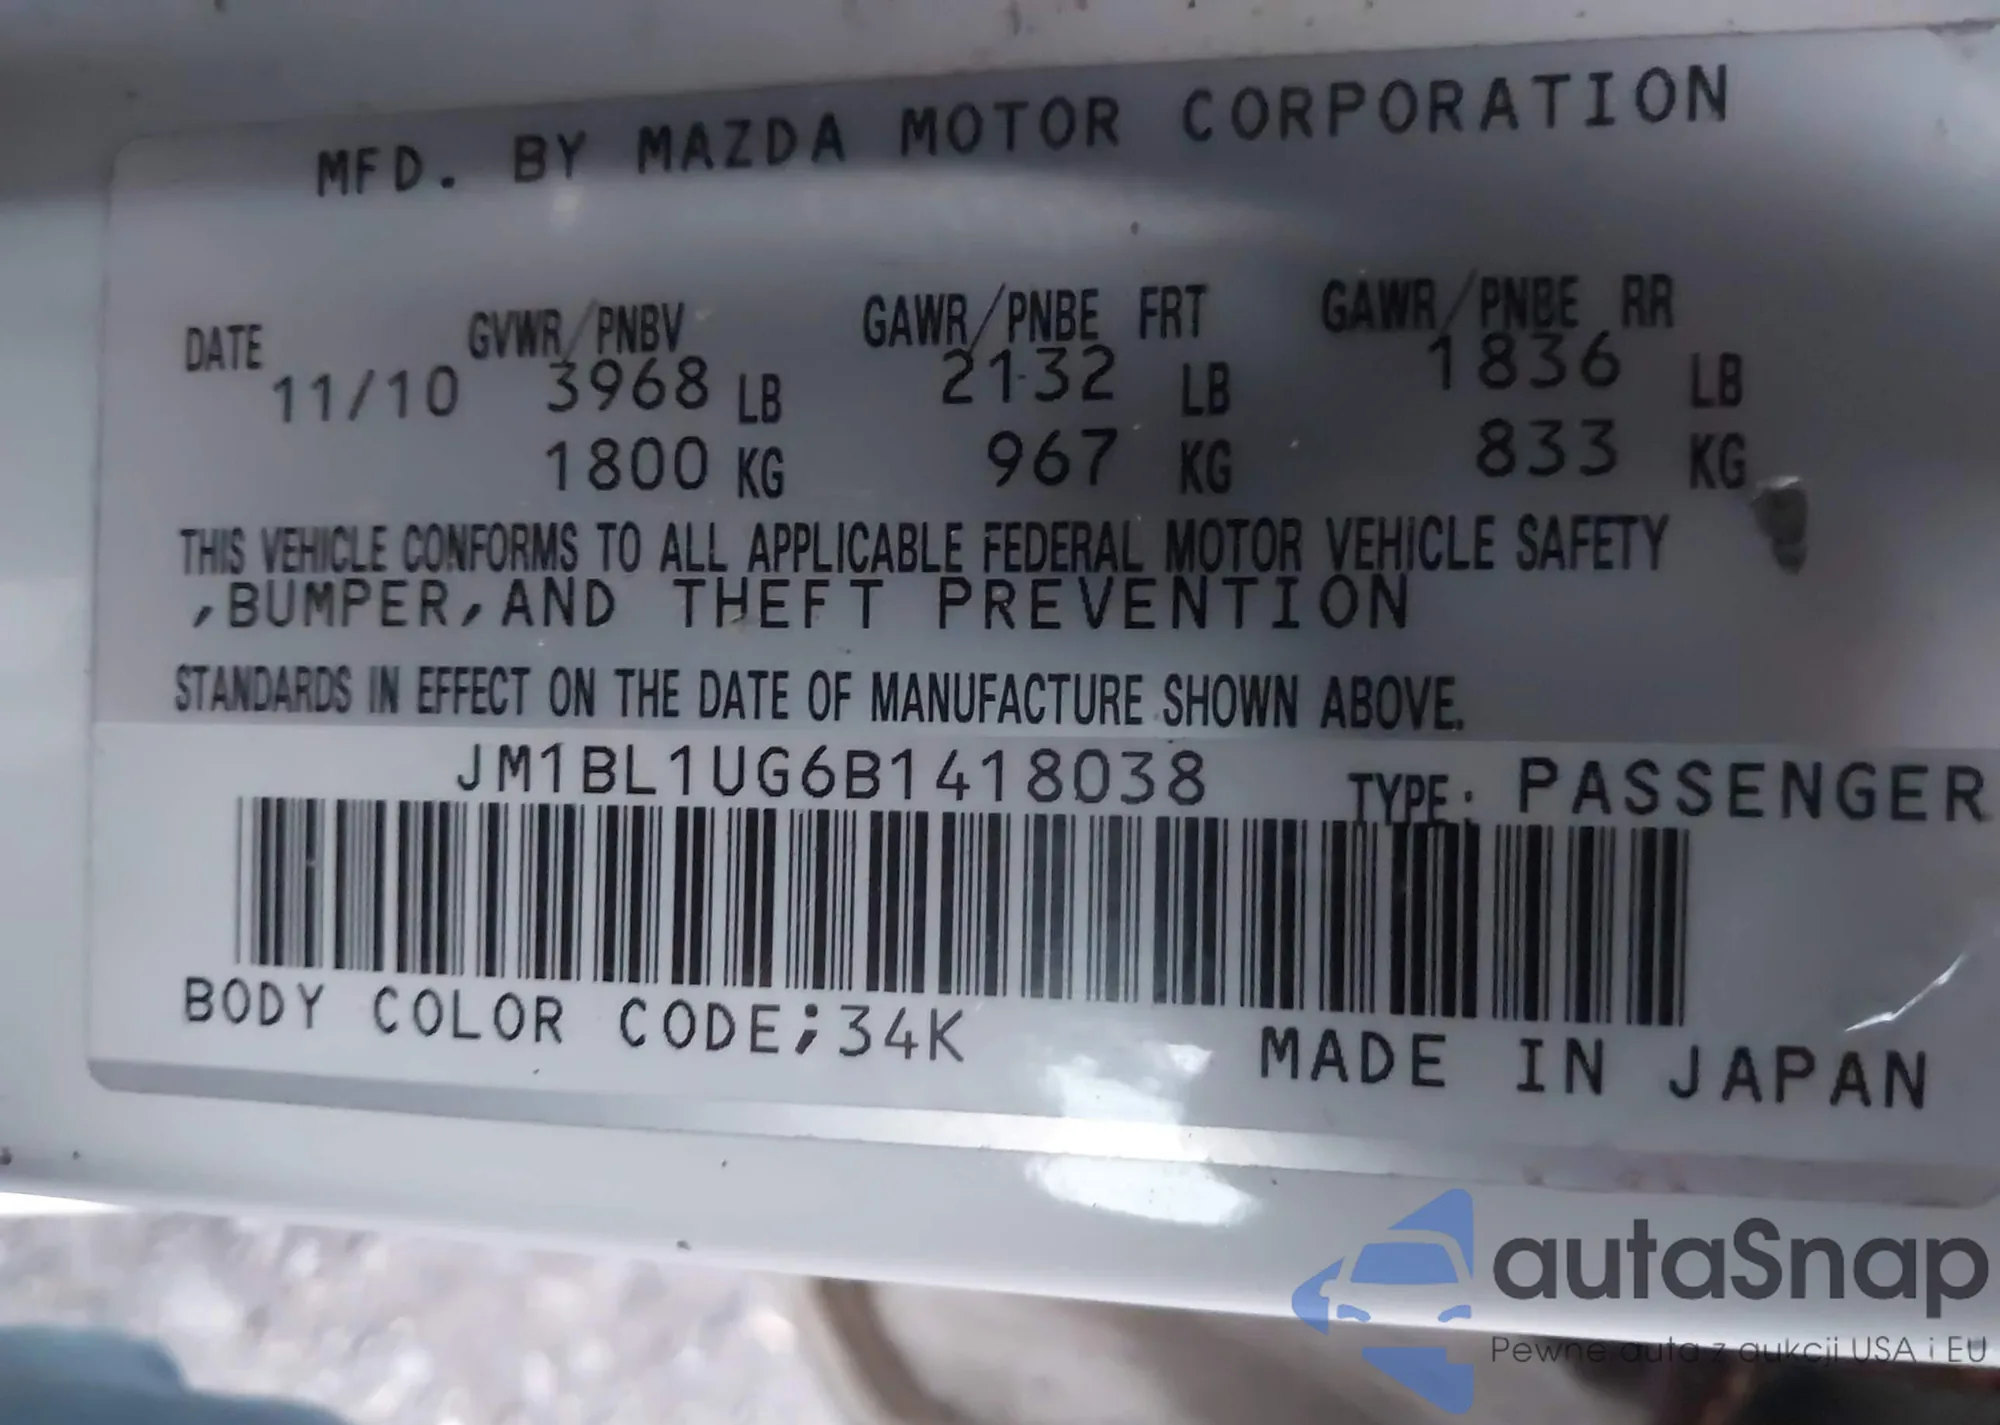 MFD. BY MAZDA MOTOR CORPORATION
DATE GVWR/PNBV GAWR/PNBE FRT GAWR/PNBE RR
11/10 3968 LB 2132 LB 1836 LB
1800 KG 967 KG 833 KG
THIS VEHICLE CONFORMS TO ALL APPLICABLE FEDERAL MOTOR VEHICLE SAFETY
,BUMPER,AND THEFT PREVENTION
STANDARDS IN EFFECT ON THE DATE OF MANUFACTURE SHOWN ABOVE.
JM1BL1UG6B1418038 TYPE: PASSENGER
BODY COLOR CODE;34K
MADE IN JAPAN
autaSnap
Pewne auta z aukcji USA i EU